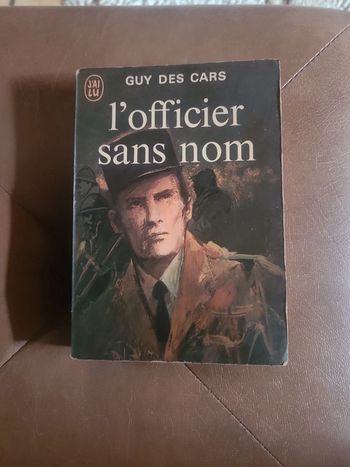 J'AI
LU
GUY DES CARS
l'officier
sans nom